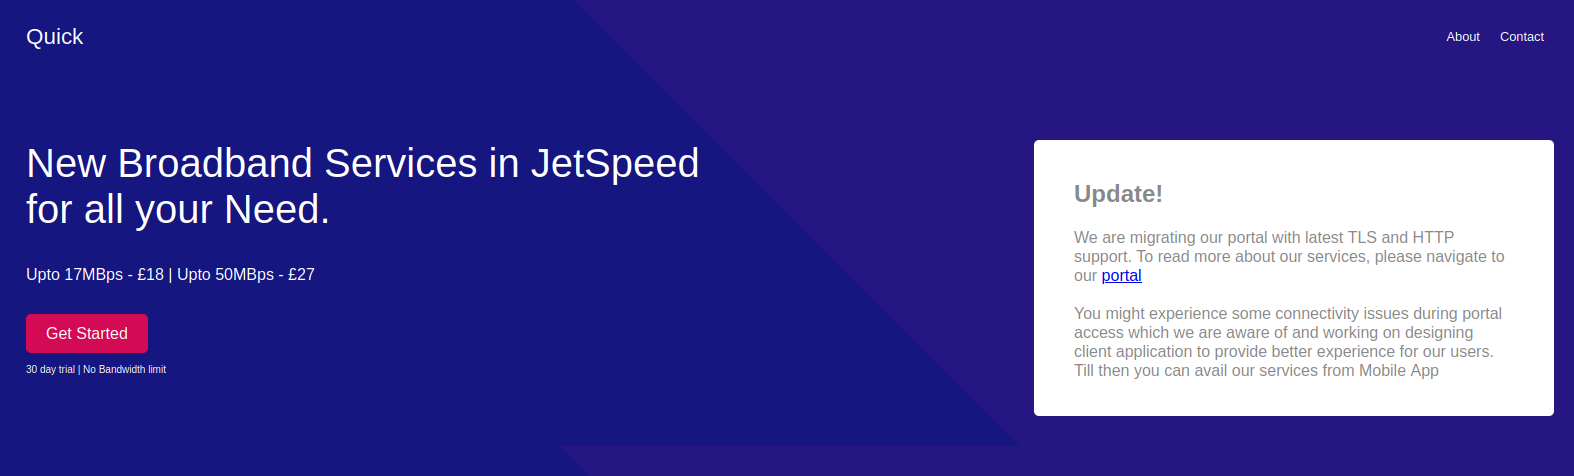 Quick
About
Contact
New Broadband Services in JetSpeed
for all your Need.
Upto 17MBps - £18 | Upto 50MBps - £27
Get Started
30 day trial | No Bandwidth limit
Update!
We are migrating our portal with latest TLS and HTTP
support. To read more about our services, please navigate to
our portal
You might experience some connectivity issues during portal
access which we are aware of and working on designing
client application to provide better experience for our users.
Till then you can avail our services from Mobile App